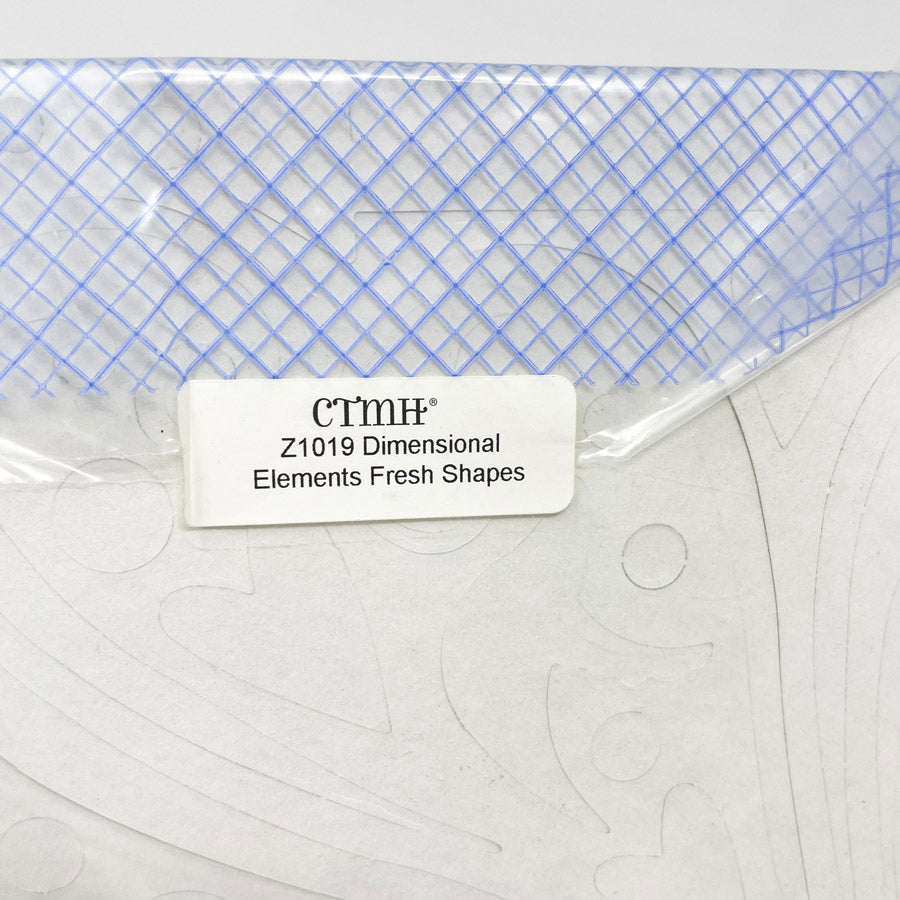 CTMH®
Z1019 Dimensional
Elements Fresh Shapes